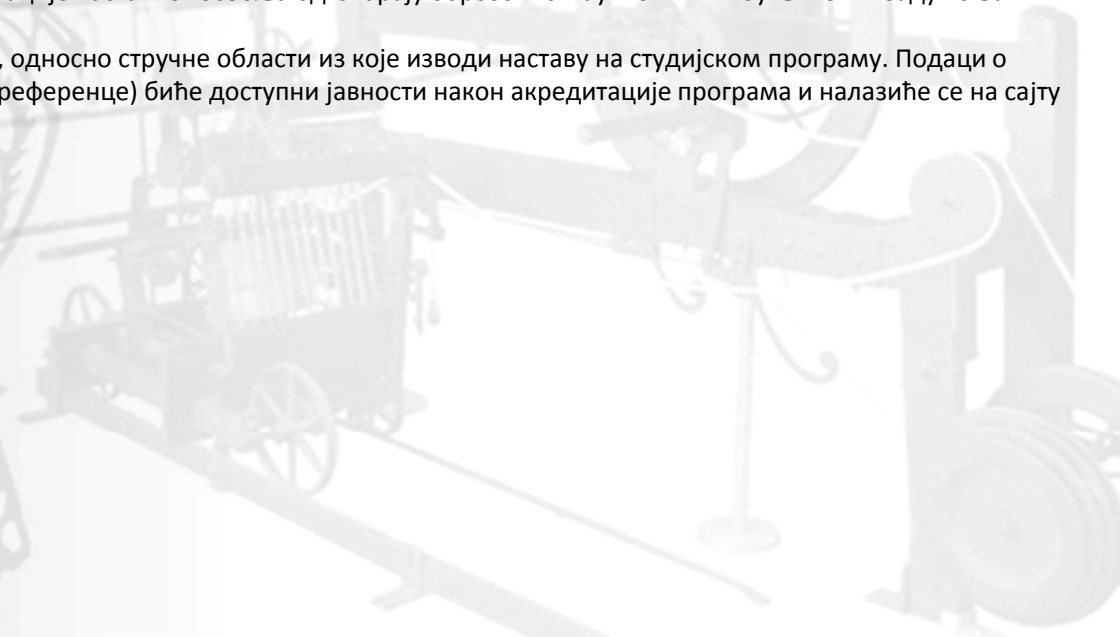 , односно стручне области из које изводи наставу на студијском програму. Подаци о
референце) биће доступни јавности након акредитације програма и налазиће се на сајту